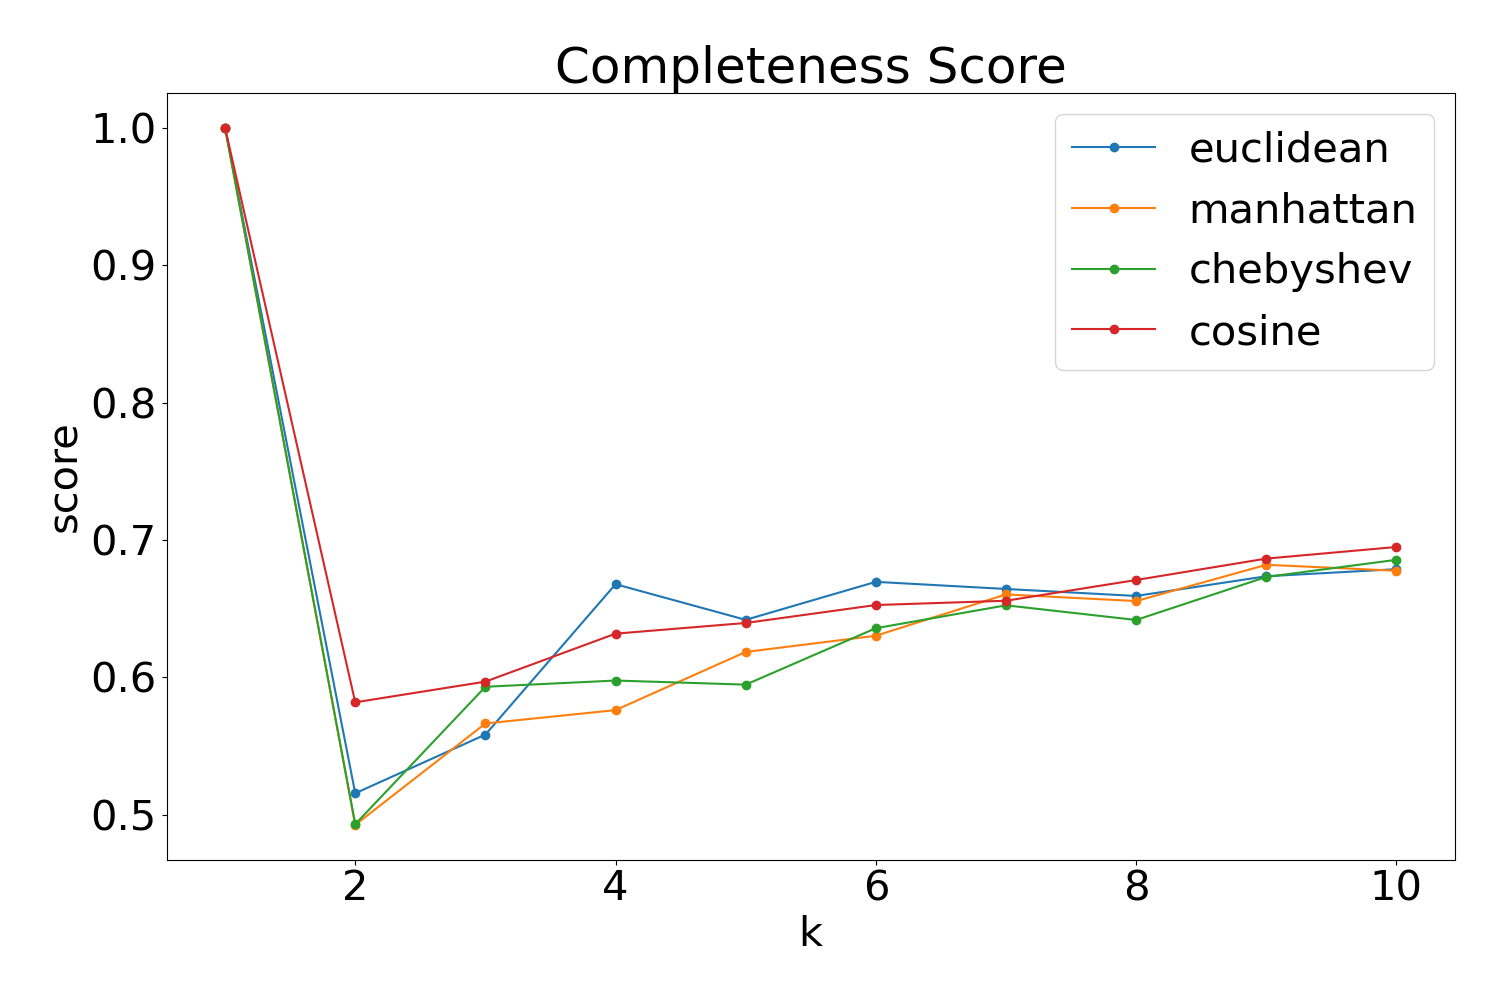 Completeness Score
1.0
0.9
0.8
0.7
0.6
0.5
score
2 4 6 8 10
k
euclidean
manhattan
chebyshev
cosine